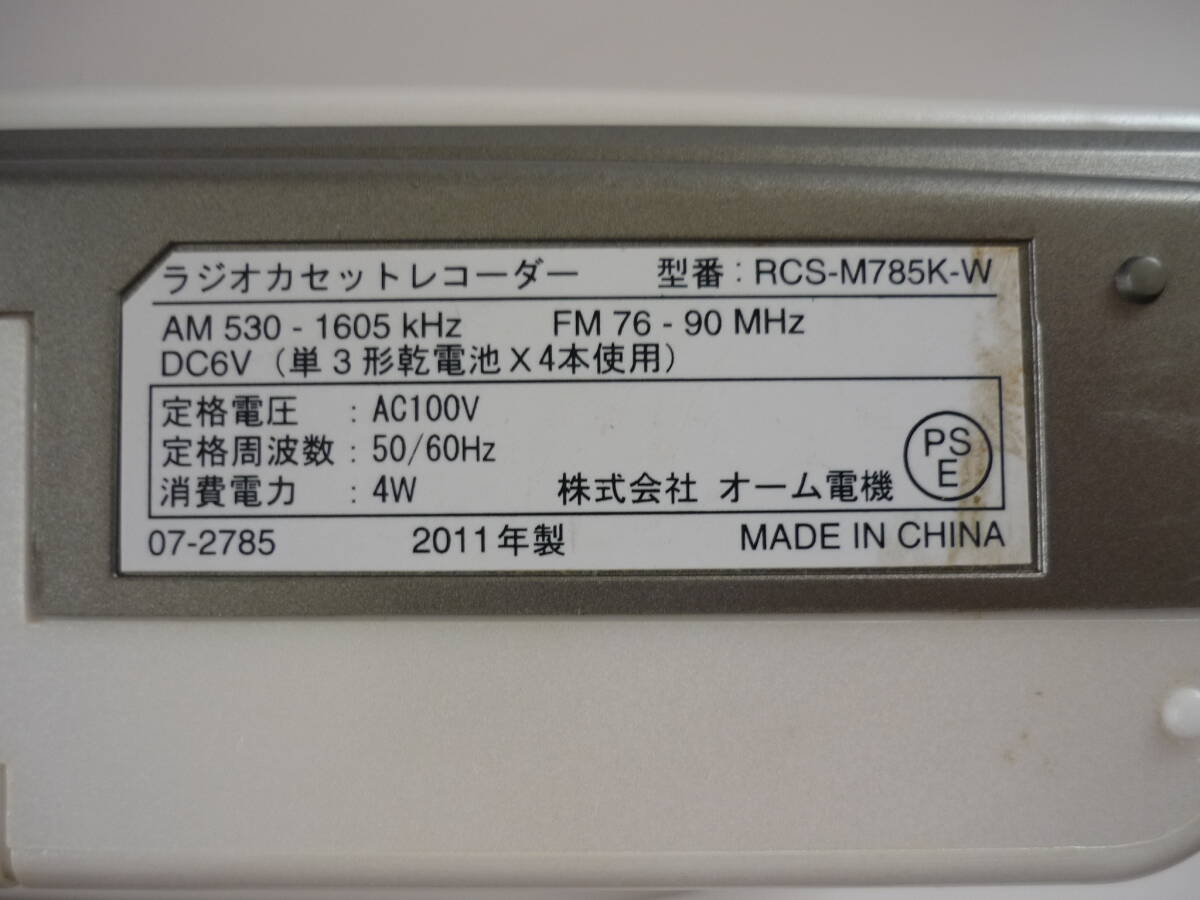 ラジオカセットレコーダー 型番：RCS-M785K-W
AM 530 - 1605 kHz FM 76 - 90 MHz
DC6V（単3形乾電池X4本使用）
定格電圧 : AC100V
定格周波数 : 50/60Hz
消費電力 : 4W 株式会社 オーム電機
PS
E
07-2785 2011年製 MADE IN CHINA